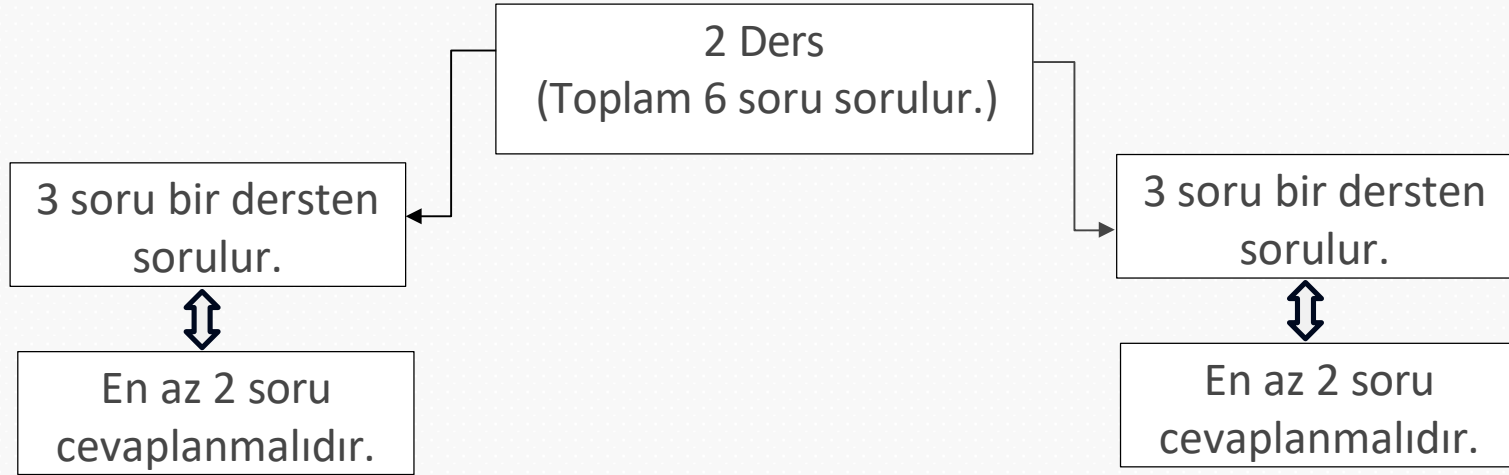 2 Ders
(Toplam 6 soru sorulur.)
3 soru bir dersten
sorulur.
3 soru bir dersten
sorulur.
En az 2 soru
cevaplanmalıdır.
En az 2 soru
cevaplanmalıdır.